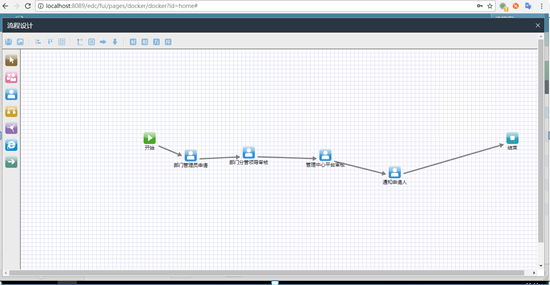 localhost:8089/edc/ful/pages/docker/docker?id=home#
流程设计
开始
部门管理员申请
部门分管领导审核
管理中心平台审核
通知申请人
结束